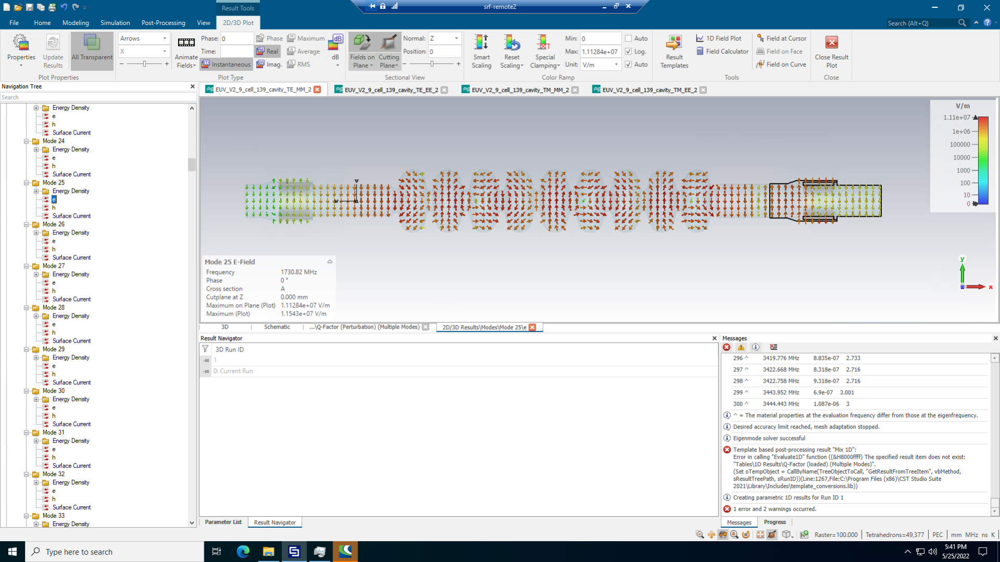 Result Tools
srf-remote2
File
Home
Modeling
Simulation
Post-Processing
View
2D/3D Plot
Search (Alt+Q)
Properties
Update Results
All Transparent
Plot Properties
Arrows
X
Animate Fields
Phase: 0
Time:
Phase
Maximum
Real
Average
Instantaneous
Imag.
RMS
dB
dB
Plot Type
Fields on Plane
Cutting Plane
Normal: Z
Position: 0
Sectional View
Smart Scaling
Reset Scaling
Special Clamping
Min: 0
Auto
Max: 1.11284e+07
Log.
Unit: V/m
Auto
Color Ramp
Result Templates
1D Field Plot
Field Calculator
Field at Cursor
Field on Face
Field on Curve
Tools
Close Result Plot
Close
Navigation Tree
Search
Energy Density
e
h
Surface Current
Mode 24
Energy Density
e
h
Surface Current
Mode 25
Energy Density
e
h
Surface Current
Mode 26
Energy Density
e
h
Surface Current
Mode 27
Energy Density
e
h
Surface Current
Mode 28
Energy Density
e
h
Surface Current
Mode 29
Energy Density
e
h
Surface Current
Mode 30
Energy Density
e
h
Surface Current
Mode 31
Energy Density
e
h
Surface Current
Mode 32
Energy Density
e
h
Surface Current
Mode 33
Energy Density
EUV_V2_9_cell_139_cavity_TE_MM_2
EUV_V2_9_cell_139_cavity_TE_EE_2
EUV_V2_9_cell_139_cavity_TM_MM_2
EUV_V2_9_cell_139_cavity_TM_EE_2
V/m
1.11e+07
1e+06
100000
10000
1000
100
10
0
v
w
u
y
z
x
Mode 25 E-Field
Frequency 1730.82 MHz
Phase 0 °
Cross section A
Cutplane at Z 0.000 mm
Maximum on Plane (Plot) 1.11284e+07 V/m
Maximum (Plot) 1.1543e+07 V/m
3D
Schematic
...\Q-Factor (Perturbation) (Multiple Modes)
2D/3D Results\Modes\Mode 25\e
Result Navigator
3D Run ID
1
0: Current Run
Parameter List
Result Navigator
Messages
296 ^ 3419.776 MHz 8.835e-07 2.733
297 ^ 3422.668 MHz 8.318e-07 2.716
298 ^ 3422.758 MHz 9.318e-07 2.716
299 ^ 3443.952 MHz 6.9e-07 3.001
300 ^ 3444.443 MHz 1.087e-06 3
^ = The material properties at the evaluation frequency differ from those at the eigenfrequency.
Desired accuracy limit reached, mesh adaptation stopped.
Eigenmode solver successful
Template based post-processing result "Mix 1D":
Error in calling "Evaluate1D" function ((&H8000ffff) The specified result item does not exist:
"Tables\1D Results\Q-Factor (loaded) (Multiple Modes)".
(Set oTempObject = CallByName(TreeObjectToCall, "GetResultFromTreeItem", vbMethod,
sResultTreePath, sRunID))(Line:1267,File:C:\Program Files (x86)\CST Studio Suite
2021\Library\Includes\template_conversions.lib))
Creating parametric 1D results for Run ID 1
1 error and 2 warnings occurred.
Messages
Progress
Raster=100.000
Tetrahedrons=49,377
PEC
mm MHz ns K
Type here to search
5:41 PM
5/25/2022